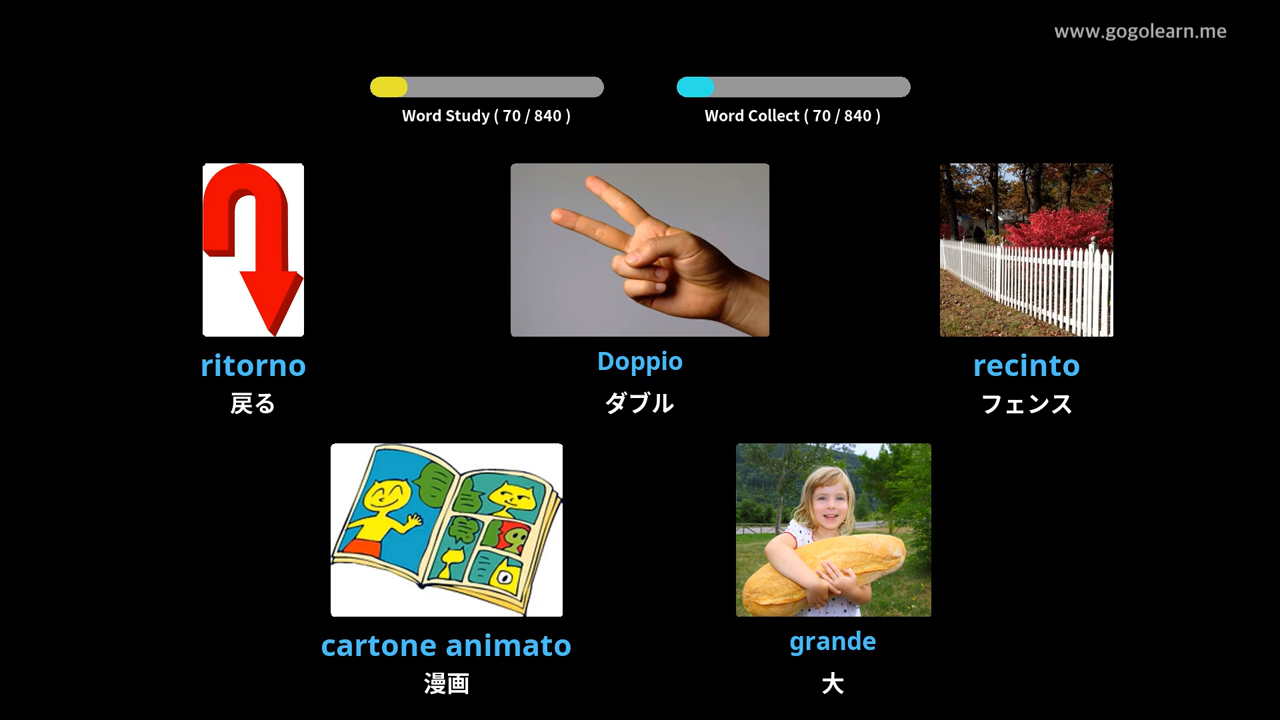 www.gogolearn.me
Word Study ( 70 / 840 )
Word Collect ( 70 / 840 )
ritorno
戻る
Doppio
ダブル
recinto
フェンス
cartone animato
漫画
grande
大